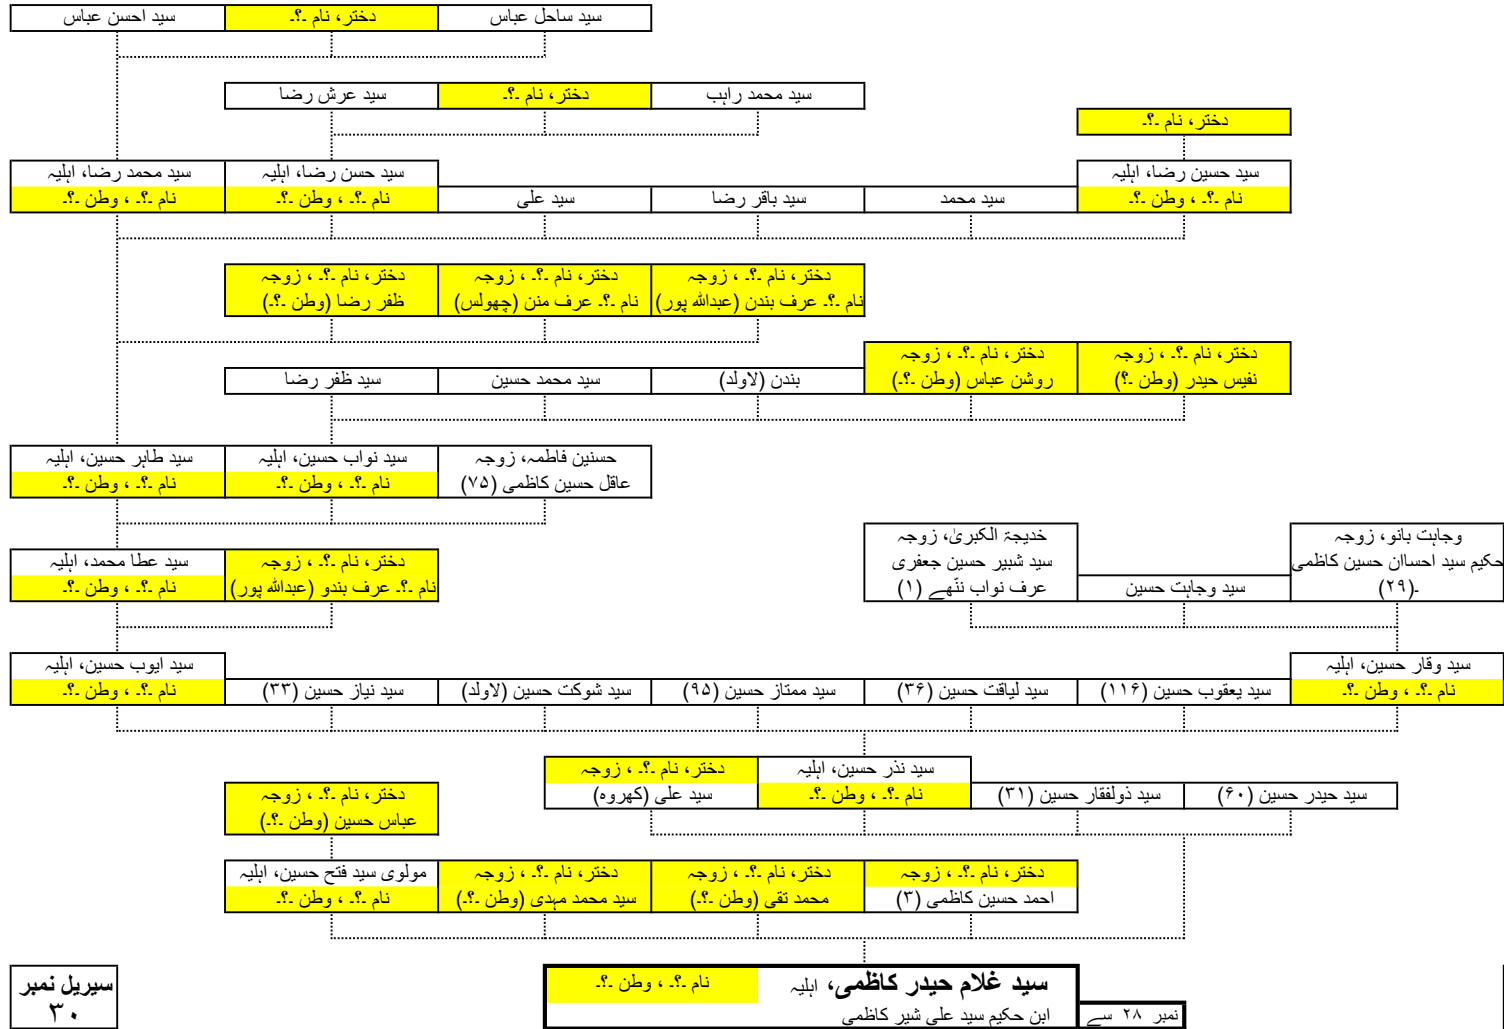 سید ساحل عباس
دختر، نام ـ؟ـ
سید احسن عباس
سید محمد راہب
دختر، نام ـ؟ـ
سید عرش رضا
دختر، نام ـ؟ـ
سید حسین رضا، اہلیہ
نام ـ؟ـ ، وطن ـ؟ـ
سید محمد
سید باقر رضا
سید علی
سید حسن رضا، اہلیہ
نام ـ؟ـ ، وطن ـ؟ـ
سید محمد رضا، اہلیہ
نام ـ؟ـ ، وطن ـ؟ـ
دختر، نام ـ؟ـ ، زوجہ
نام ـ؟ـ عرف بندن (عبداللہ پور)
دختر، نام ـ؟ـ ، زوجہ
نام ـ؟ـ عرف منن (چھولس)
دختر، نام ـ؟ـ ، زوجہ
ظفر رضا (وطن ـ؟ـ)
دختر، نام ـ؟ـ ، زوجہ
نفیس حیدر (وطن ـ؟)
دختر، نام ـ؟ـ ، زوجہ
روشن عباس (وطن ـ؟ـ)
بندن (لاولد)
سید محمد حسین
سید ظفر رضا
حسنین فاطمہ، زوجہ
عاقل حسین کاظمی (۷۵)
سید نواب حسین، اہلیہ
نام ـ؟ـ ، وطن ـ؟ـ
سید طاہر حسین، اہلیہ
نام ـ؟ـ ، وطن ـ؟ـ
وجاہت بانو، زوجہ
حکیم سید احساان حسین کاظمی
ـ(۲۹)
سید وجاہت حسین
خدیجۃ الکبریٰ، زوجہ
سید شبیر حسین جعفری
عرف نواب ننّھے (۱)
دختر، نام ـ؟ـ ، زوجہ
نام ـ؟ـ عرف بندو (عبداللہ پور)
سید عطا محمد، اہلیہ
نام ـ؟ـ ، وطن ـ؟ـ
سید وقار حسین، اہلیہ
نام ـ؟ـ ، وطن ـ؟ـ
سید یعقوب حسین (۱۱۶)
سید لیاقت حسین (۳۶)
سید ممتاز حسین (۹۵)
سید شوکت حسین (لاولد)
سید نیاز حسین (۳۳)
سید ایوب حسین، اہلیہ
نام ـ؟ـ ، وطن ـ؟ـ
سید حیدر حسین (۶۰)
سید ذولفقار حسین (۳۱)
سید نذر حسین، اہلیہ
نام ـ؟ـ ، وطن ـ؟ـ
دختر، نام ـ؟ـ ، زوجہ
سید علی (کھروہ)
دختر، نام ـ؟ـ ، زوجہ
عباس حسین (وطن ـ؟ـ)
دختر، نام ـ؟ـ ، زوجہ
احمد حسین کاظمی (۳)
دختر، نام ـ؟ـ ، زوجہ
محمد تقی (وطن ـ؟ـ)
دختر، نام ـ؟ـ ، زوجہ
سید محمد مہدی (وطن ـ؟ـ)
مولوی سید فتح حسین، اہلیہ
نام ـ؟ـ ، وطن ـ؟ـ
سید غلام حیدر کاظمی، اہلیہ نام ـ؟ـ ، وطن ـ؟ـ
ابن حکیم سید علی شیر کاظمی
نمبر ۲۸ سے
سیریل نمبر
۳۰